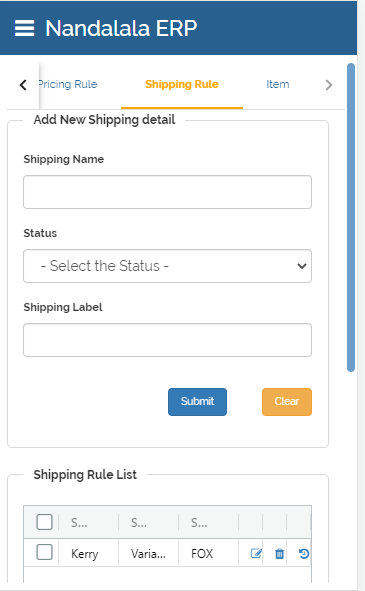 Nandalala ERP
Pricing Rule Shipping Rule Item
Add New Shipping detail
Shipping Name
Status
- Select the Status -
Shipping Label
Submit Clear
Shipping Rule List
S... S... S...
Kerry Varia... FOX